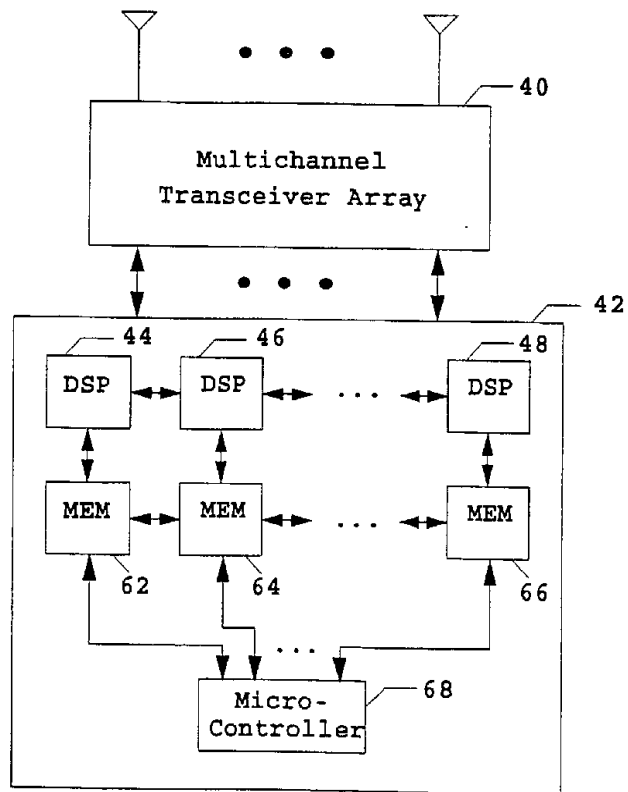 40
Multichannel
Transceiver Array
42
44 46 48
DSP DSP ... DSP
MEM MEM ... MEM
62 64 66
...
Micro-
Controller
68